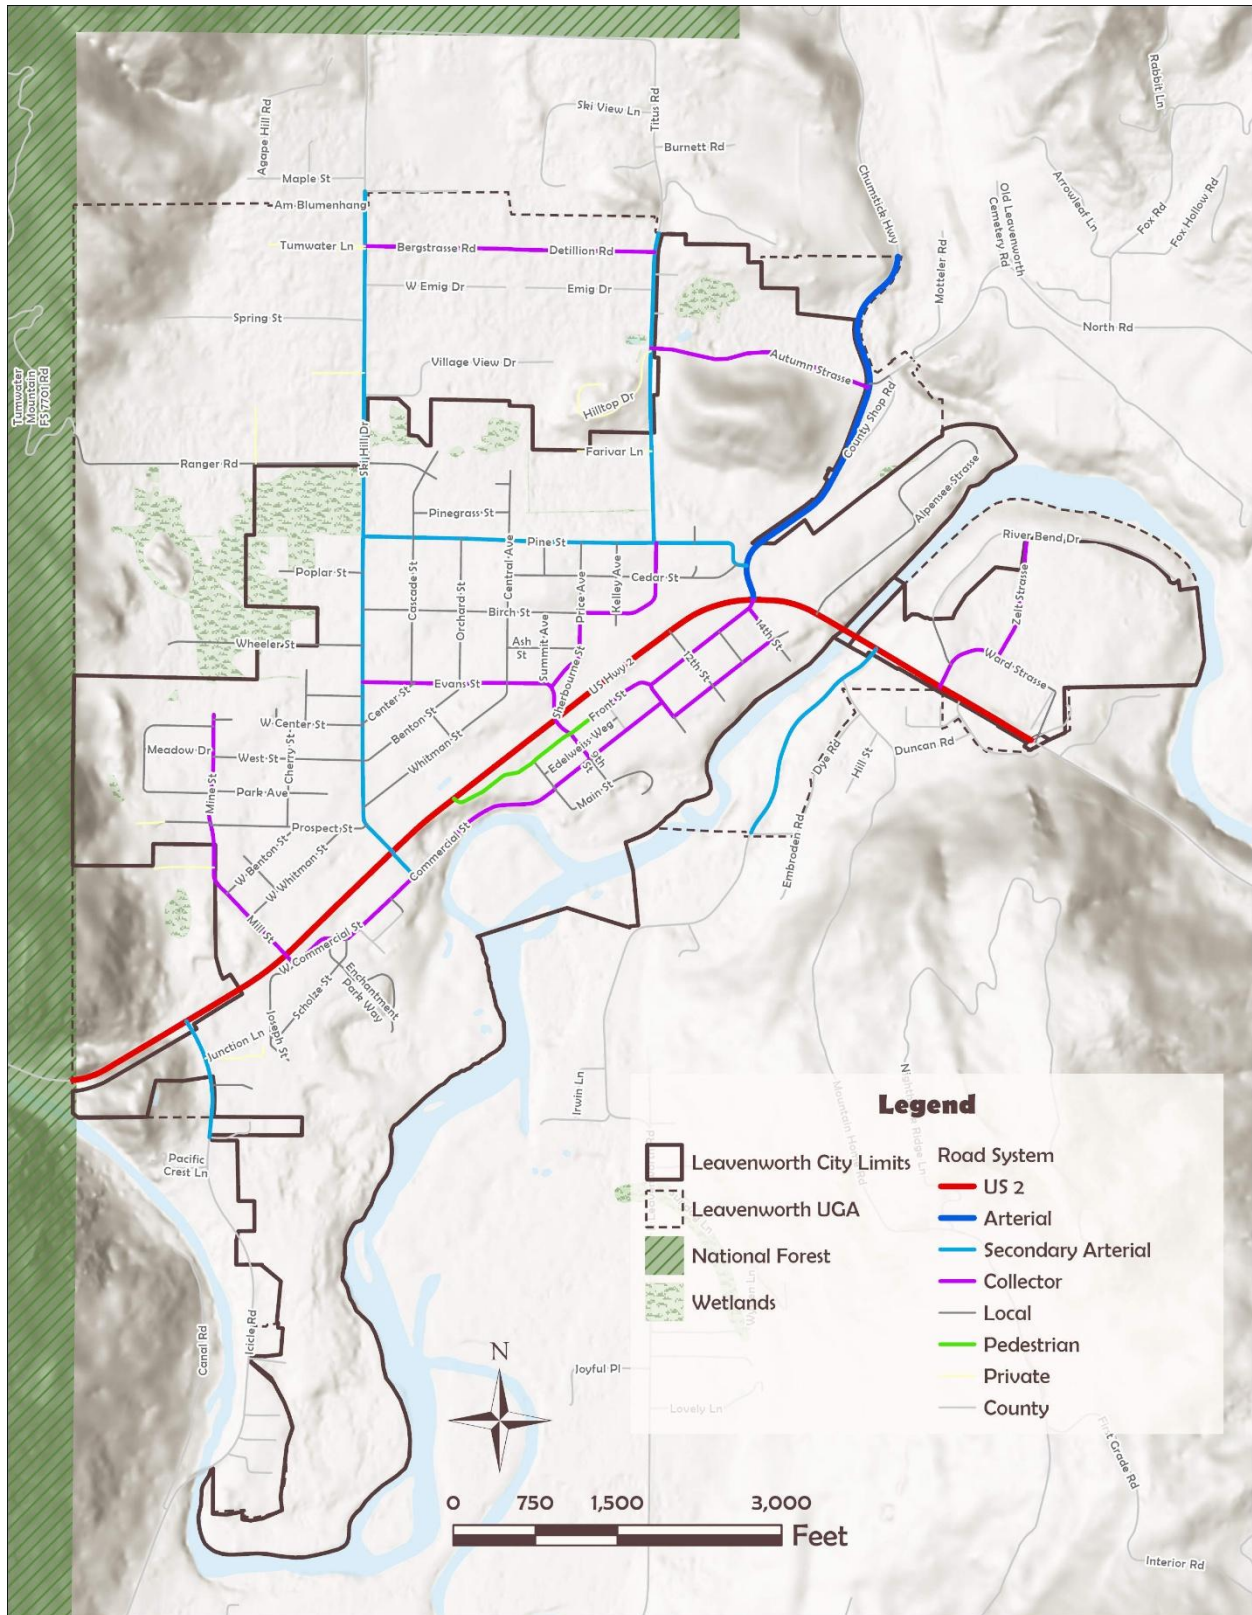 Rabbit Ln
Ski View Ln
Titus Rd
Agape Hill Rd
Burnett Rd
Maple St
Chumstick Hwy
Arrowleaf Ln
Old Leavenworth
Cemetery Rd
Fox Rd
Fox Hollow Rd
Am Blumenhang
Tumwater Ln
Bergstrasse Rd
Detillion Rd
Motteler Rd
W Emig Dr
Emig Dr
Spring St
North Rd
Village View Dr
Autumn Strasse
Tumwater
Mountain
FS 7701 Rd
Hilltop Dr
County Shop Rd
Ski Hill Dr
Farivar Ln
Ranger Rd
Alpensee Strasse
Pinegrass St
Pine St
River Bend Dr
Central Ave
Poplar St
Cascade St
Orchard St
Price Ave
Kelley Ave
Cedar St
Zelt Strasse
Birch St
Wheeler St
Ash
St
Summit Ave
14th St
12th St
Ward Strasse
Sherbourne St
US Hwy 2
Evans St
Center St
Front St
W Center St
Benton St
Edelweiss Weg
Meadow Dr
West St
Cherry St
Whitman St
9th
St
Dye Rd
Hill St
Duncan Rd
Mine St
Park Ave
Main St
Prospect St
Commercial St
Embroden Rd
W Benton St
W Whitman St
Mill St
W Commercial St
Enchantment
Park Way
Scholze St
Joseph St
Junction Ln
Irwin Ln
Mountain Home Rd
Pacific
Crest Ln
Canal Rd
Icicle Rd
Legend
Leavenworth City Limits
Leavenworth UGA
National Forest
Wetlands
Road System
US 2
Arterial
Secondary Arterial
Collector
Local
Pedestrian
Private
County
N
Joyful Pl
Lovely Ln
First Grade Rd
0 750 1,500 3,000
Feet
Interior Rd